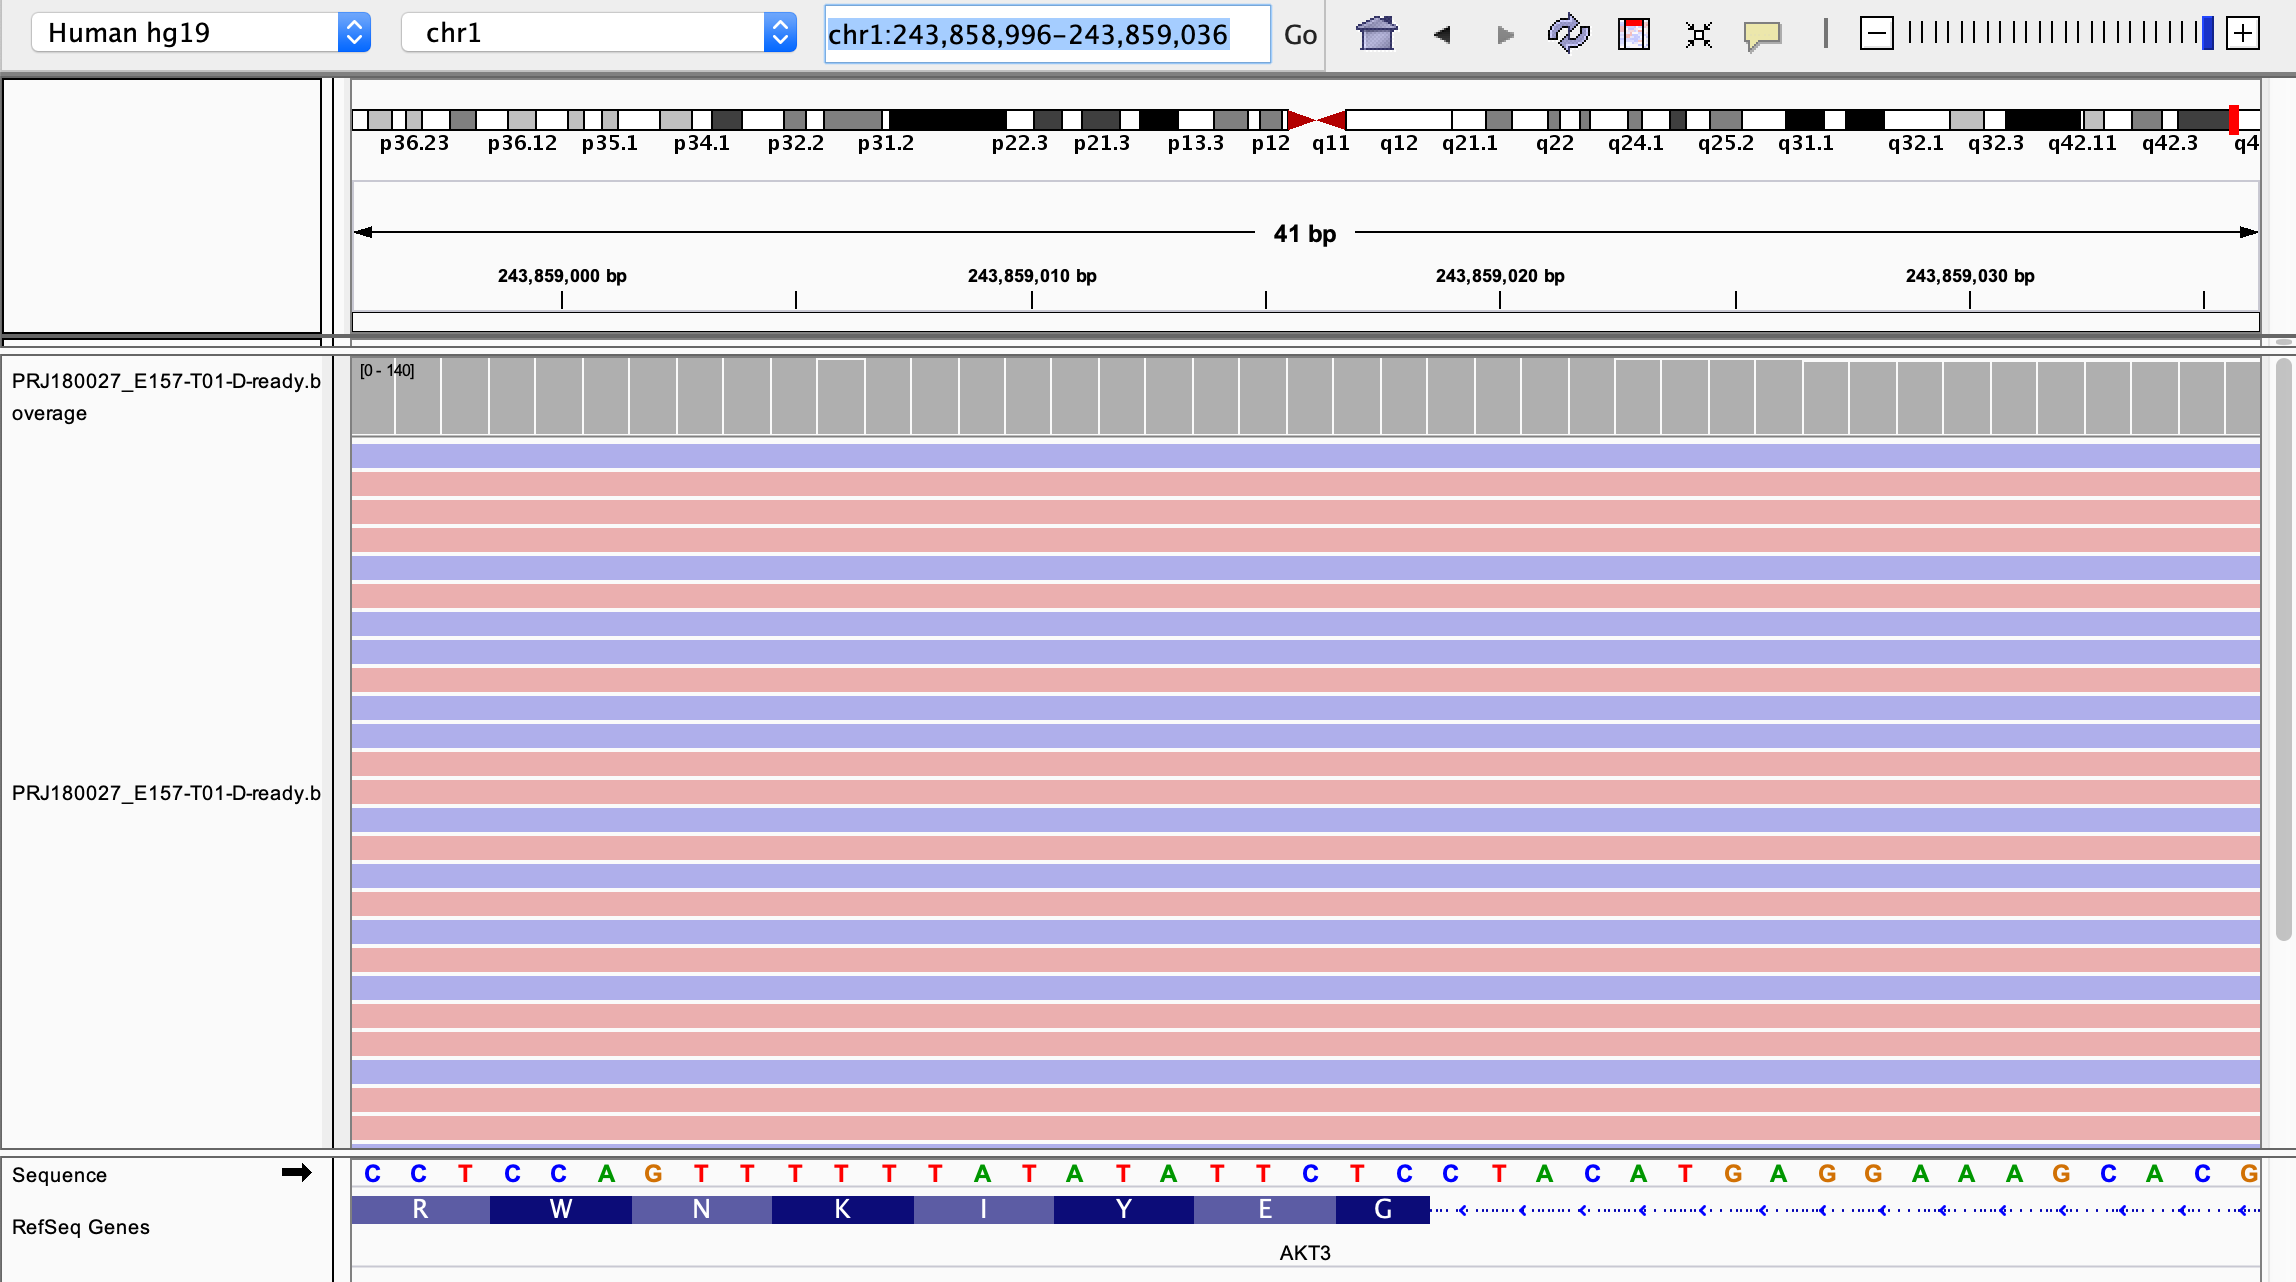 Human hg19 chr1 chr1:243,858,996-243,859,036 Go
p36.23 p36.12 p35.1 p34.1 p32.2 p31.2 p22.3 p21.3 p13.3 p12 q11 q12 q21.1 q22 q24.1 q25.2 q31.1 q32.1 q32.3 q42.11 q42.3 q4
41 bp
243,859,000 bp 243,859,010 bp 243,859,020 bp 243,859,030 bp
[0 - 140]
PRJ180027_E157-T01-D-ready.b
overage
PRJ180027_E157-T01-D-ready.b
Sequence C C T C C A G T T T T T T A T A T A T T C T C C T A C A T G A G G A A A G C A C G
R W N K I Y E G
RefSeq Genes
AKT3